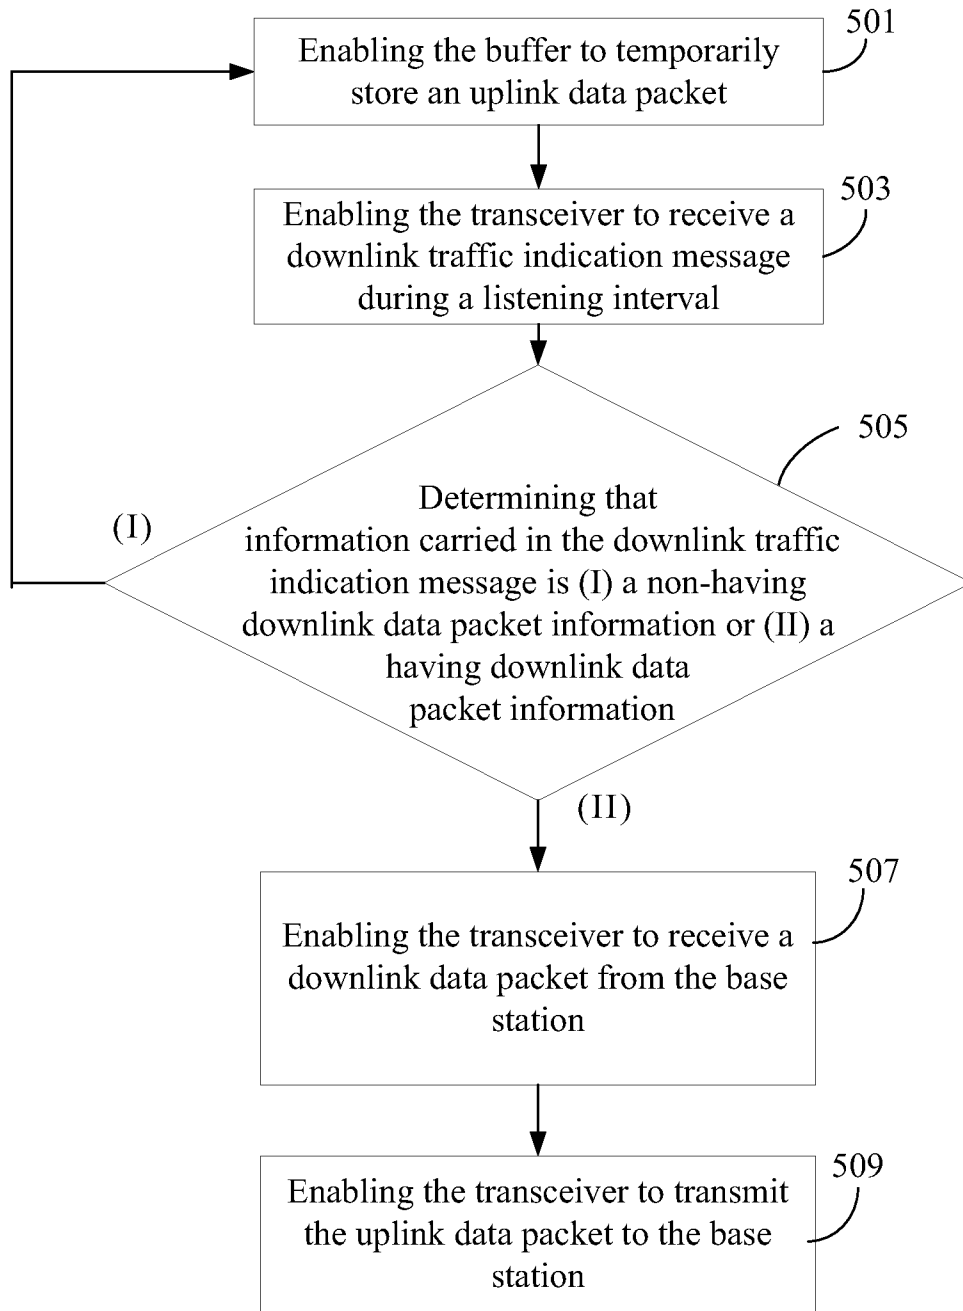 501
Enabling the buffer to temporarily
store an uplink data packet
503
Enabling the transceiver to receive a
downlink traffic indication message
during a listening interval
505
Determining that
information carried in the downlink traffic
indication message is (I) a non-having
downlink data packet information or (II) a
having downlink data
packet information
(I)
(II)
507
Enabling the transceiver to receive a
downlink data packet from the base
station
509
Enabling the transceiver to transmit
the uplink data packet to the base
station